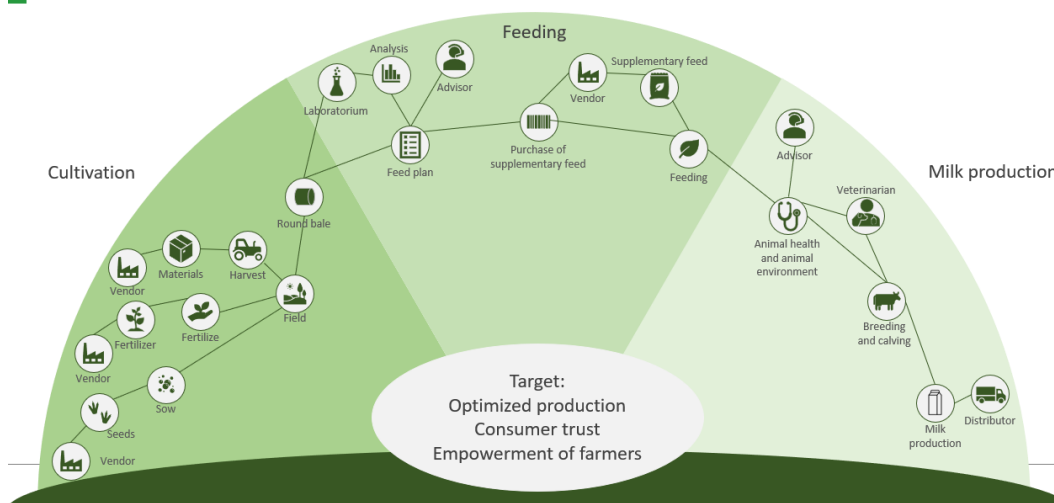 Feeding
Cultivation
Milk production
Analysis
Laboratorium
Advisor
Feed plan
Vendor
Supplementary feed
Purchase of
supplementary feed
Feeding
Round bale
Vendor
Materials
Harvest
Field
Fertilizer
Fertilize
Vendor
Sow
Seeds
Vendor
Advisor
Veterinarian
Animal health
and animal
environment
Breeding
and calving
Milk
production
Distributor
Target:
Optimized production
Consumer trust
Empowerment of farmers